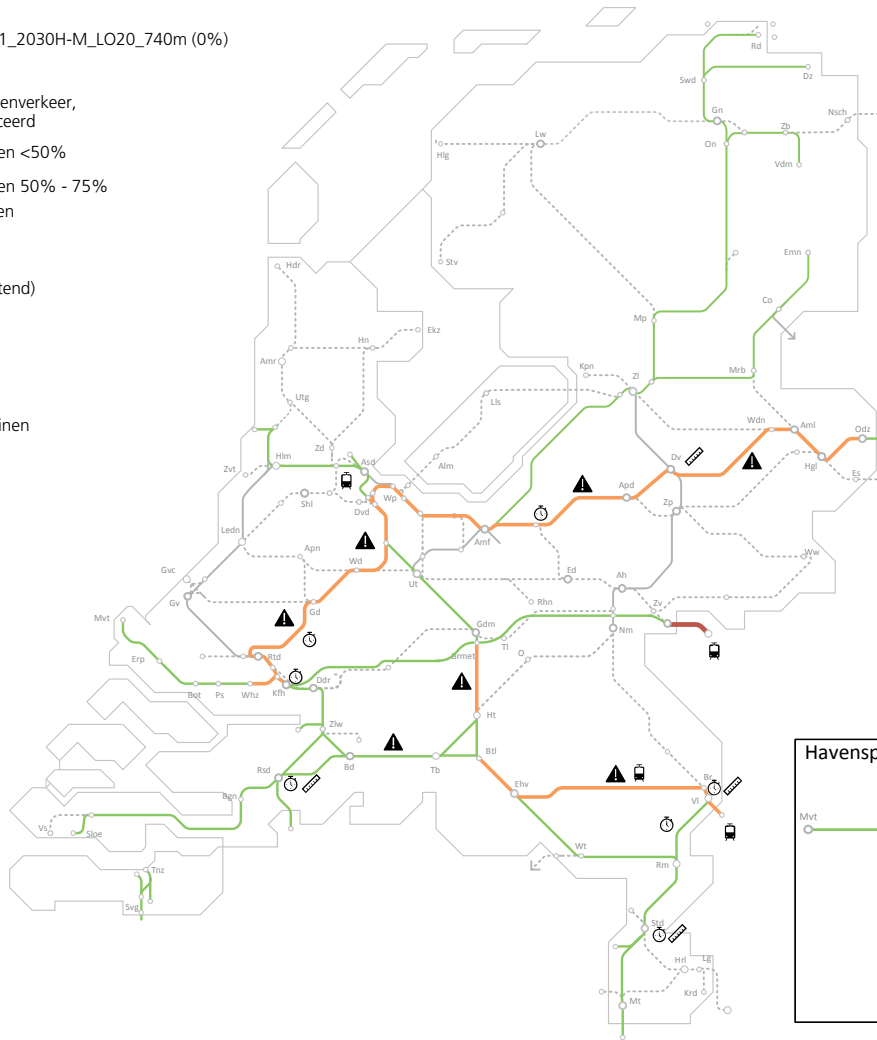 1_2030H-M_LO20_740m (0%)
enverkeer,
ceerd
en <50%
en 50% - 75%
en
tend)
inen
Rd
Dz
Swd
Gn
Nsch
Zb
On
Vdm
Lw
Hlg
Stv
Emn
Hdr
Co
Mp
Ekz
Hn
Amr
Kpn
Zl
Mrb
Utg
Lls
Wdn
Aml
Odz
Zd
Hlm
Asd
Zvt
Alm
Dv
Hgl
Es
Shl
Wp
Apd
Zp
Dvd
Ledn
Amf
Apn
Wd
Ww
Gvc
Ut
Ed
Ah
Gv
Gd
Rhn
Mvt
Zv
Gdm
Tl
Nm
Erp
Rtd
Brmet
O
Bot
Ps
Whz
Kfh
Ddr
Zlw
Ht
Rsd
Bd
Tb
Btl
Bgn
Ehv
Br
Vl
Vs
Sloe
Wt
Rm
Tnz
Svg
Std
Hrl
Lg
Krd
Mt
Havensp
Mvt